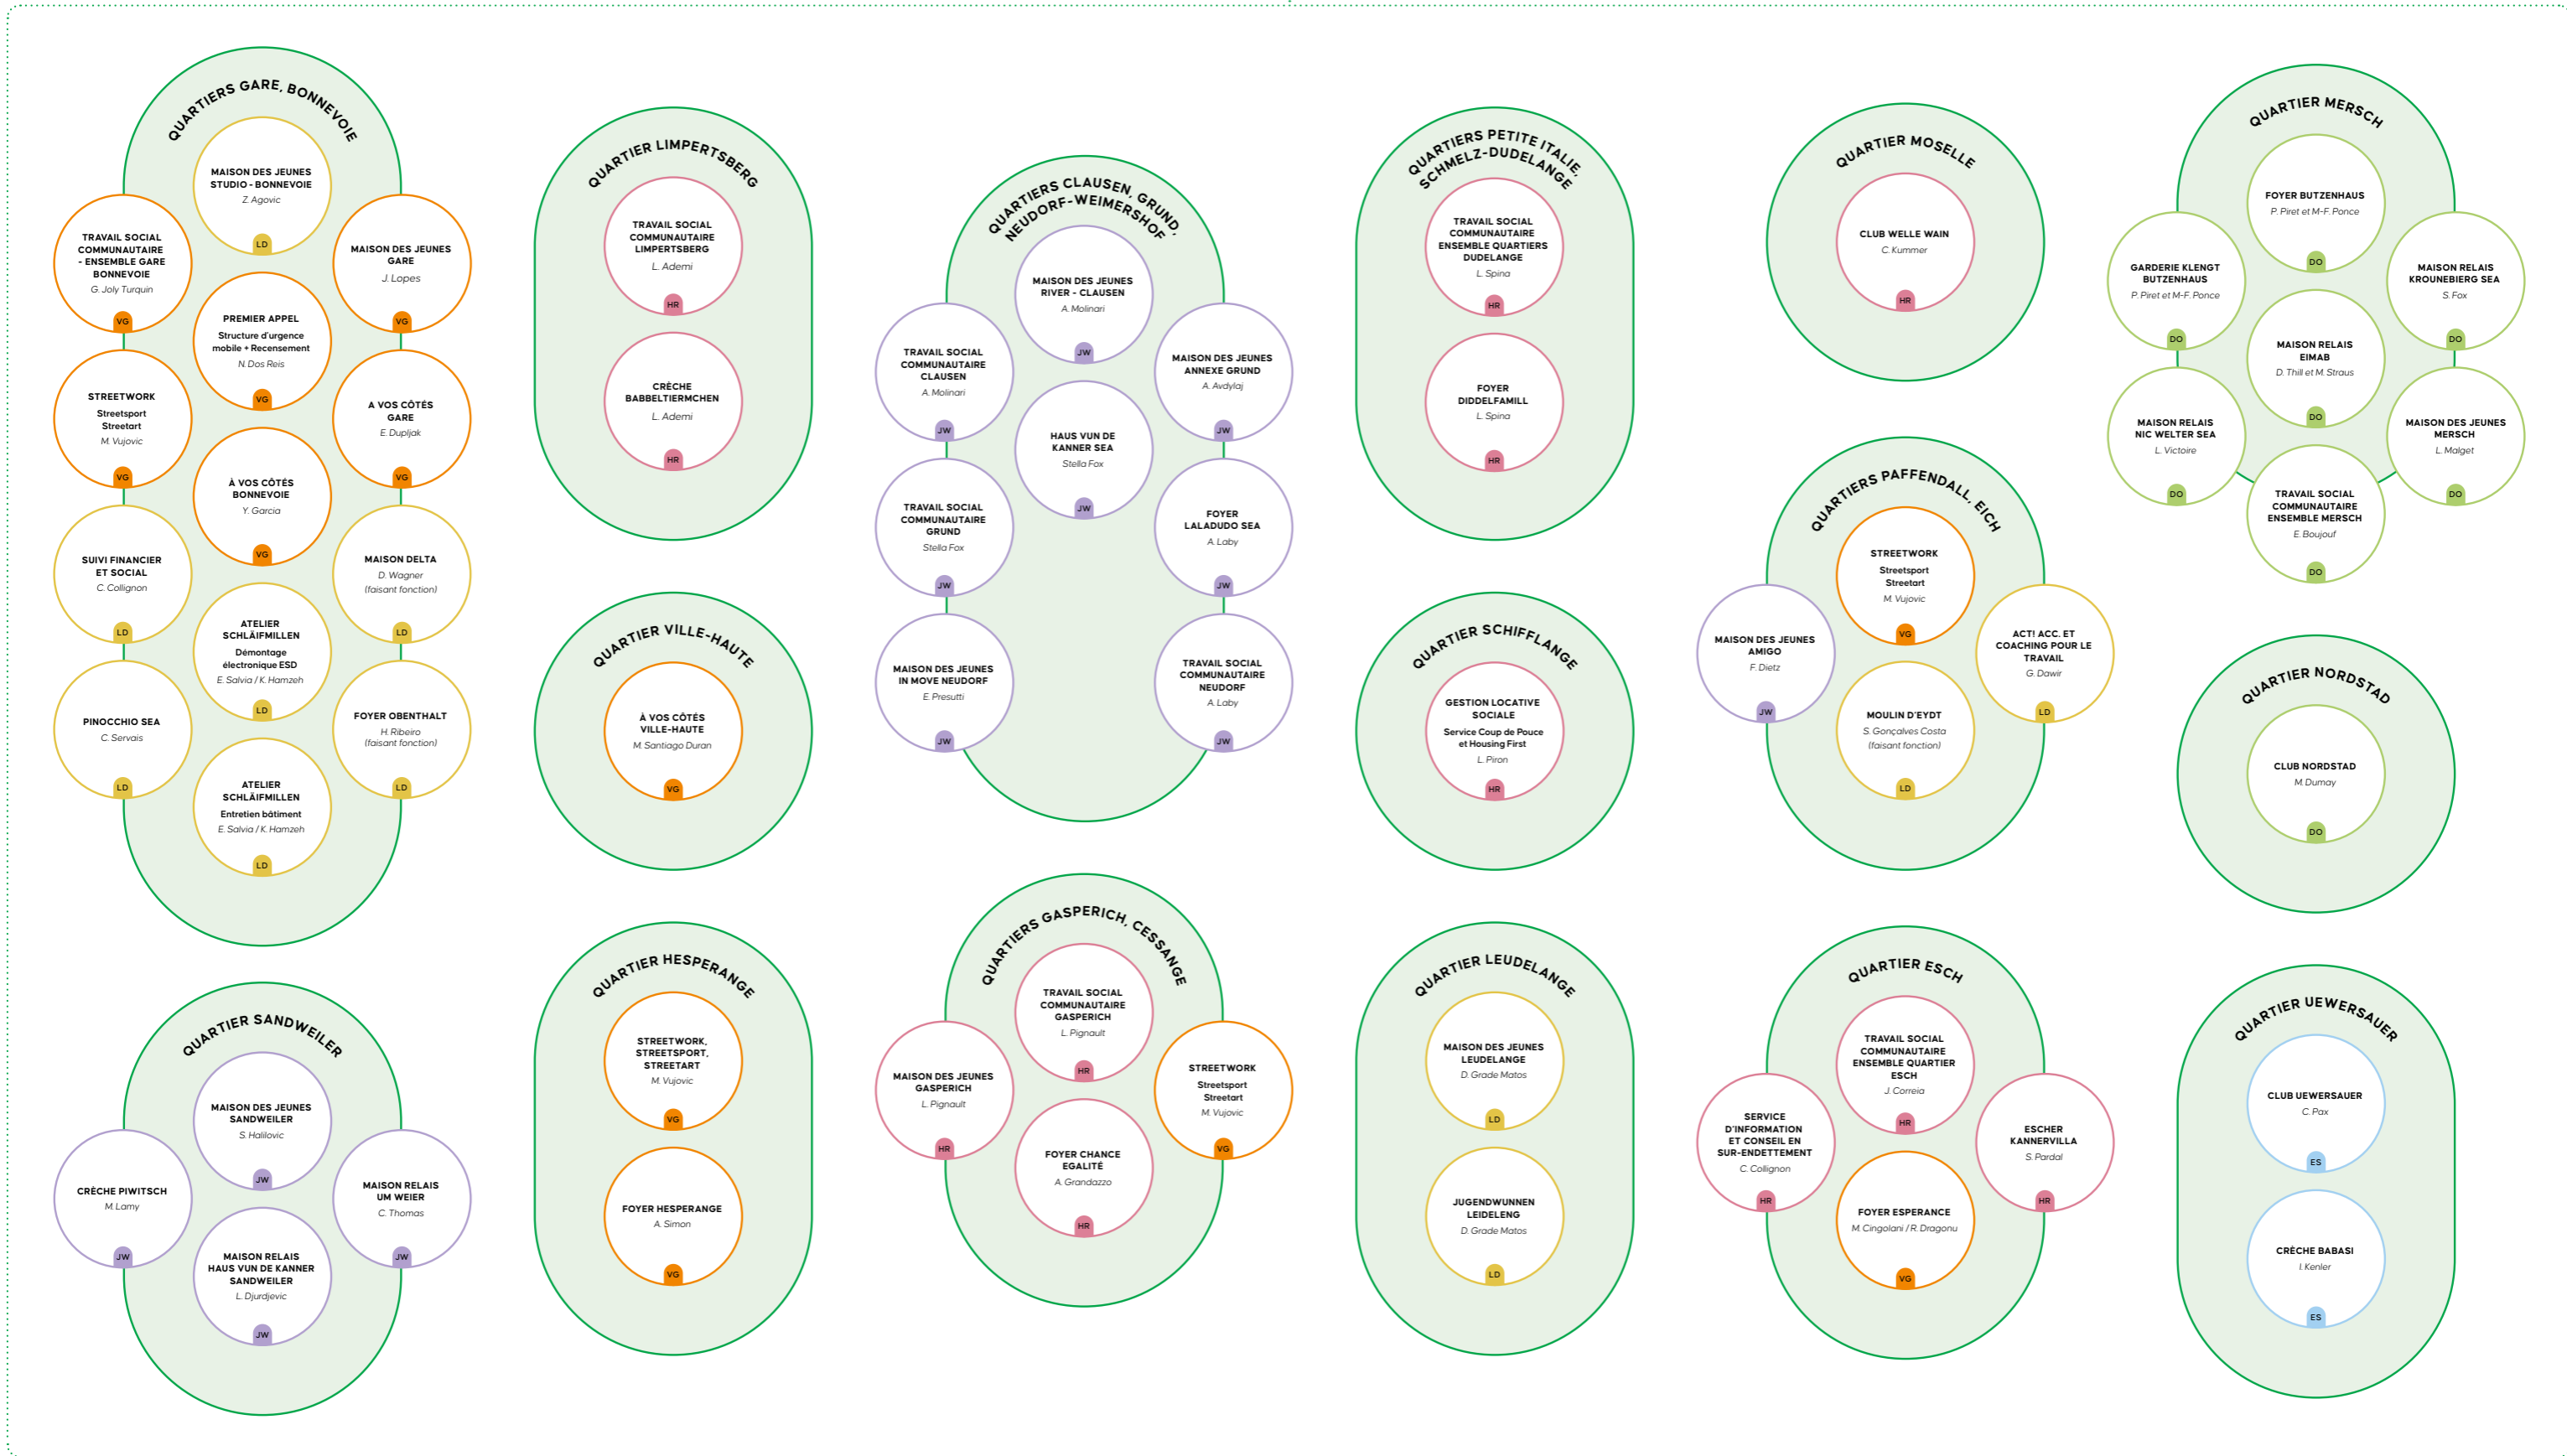 QUARTIERS GARE, BONNEVOIE
MAISON DES JEUNES
STUDIO - BONNEVOIE
Z. Agovic
LD
TRAVAIL SOCIAL
COMMUNAUTAIRE
- ENSEMBLE GARE
BONNEVOIE
G. Joly Turquin
VG
MAISON DES JEUNES
GARE
J. Lopes
VG
PREMIER APPEL
Structure d'urgence
mobile + Recensement
N. Dos Reis
VG
STREETWORK
Streetsport
Streetart
M. Vujovic
VG
A VOS CÔTÉS
GARE
E. Dupljak
VG
À VOS CÔTÉS
BONNEVOIE
Y. Garcia
VG
SUIVI FINANCIER
ET SOCIAL
C. Collignon
LD
MAISON DELTA
D. Wagner
(faisant fonction)
LD
ATELIER
SCHLÄIFMILLEN
Démontage
électronique ESD
E. Salvia / K. Hamzeh
LD
PINOCCHIO SEA
C. Servais
LD
FOYER OBENTHALT
H. Ribeiro
(faisant fonction)
LD
ATELIER
SCHLÄIFMILLEN
Entretien bâtiment
E. Salvia / K. Hamzeh
LD
QUARTIER SANDWEILER
MAISON DES JEUNES
SANDWEILER
S. Halilovic
JW
CRÈCHE PIWITSCH
M. Lamy
JW
MAISON RELAIS
UM WEIER
C. Thomas
JW
MAISON RELAIS
HAUS VUN DE KANNER
SANDWEILER
L. Djurdjevic
JW
QUARTIER LIMPERTSBERG
TRAVAIL SOCIAL
COMMUNAUTAIRE
LIMPERTSBERG
L. Ademi
HR
CRÈCHE
BABBELTIERMCHEN
L. Ademi
HR
QUARTIER VILLE-HAUTE
À VOS CÔTÉS
VILLE-HAUTE
M. Santiago Duran
VG
QUARTIER HESPERANGE
STREETWORK,
STREETSPORT,
STREETART
M. Vujovic
VG
FOYER HESPERANGE
A. Simon
VG
QUARTIERS CLAUSEN, GRUND,
NEUDORF-WEIMERSHOF
MAISON DES JEUNES
RIVER - CLAUSEN
A. Molinari
JW
TRAVAIL SOCIAL
COMMUNAUTAIRE
CLAUSEN
A. Molinari
JW
MAISON DES JEUNES
ANNEXE GRUND
A. Avdylaj
JW
HAUS VUN DE
KANNER SEA
Stella Fox
JW
TRAVAIL SOCIAL
COMMUNAUTAIRE
GRUND
Stella Fox
JW
FOYER
LALADUDO SEA
A. Laby
JW
MAISON DES JEUNES
IN MOVE NEUDORF
E. Presutti
JW
TRAVAIL SOCIAL
COMMUNAUTAIRE
NEUDORF
A. Laby
JW
QUARTIERS GASPERICH, CESSANGE
TRAVAIL SOCIAL
COMMUNAUTAIRE
GASPERICH
L. Pignault
HR
MAISON DES JEUNES
GASPERICH
L. Pignault
HR
STREETWORK
Streetsport
Streetart
M. Vujovic
VG
FOYER CHANCE
EGALITÉ
A. Grandazzo
HR
QUARTIERS PETITE ITALIE,
SCHMELZ-DUDELANGE
TRAVAIL SOCIAL
COMMUNAUTAIRE
ENSEMBLE QUARTIERS
DUDELANGE
L. Spina
HR
FOYER
DIDDELFAMILL
L. Spina
HR
QUARTIER SCHIFFLANGE
GESTION LOCATIVE
SOCIALE
Service Coup de Pouce
et Housing First
L. Piron
HR
QUARTIER LEUDELANGE
MAISON DES JEUNES
LEUDELANGE
D. Grade Matos
LD
JUGENDWUNNEN
LEIDELENG
D. Grade Matos
LD
QUARTIER MOSELLE
CLUB WELLE WAIN
C. Kummer
HR
QUARTIERS PAFFENDALL, EICH
STREETWORK
Streetsport
Streetart
M. Vujovic
VG
MAISON DES JEUNES
AMIGO
F. Dietz
JW
ACT! ACC. ET
COACHING POUR LE
TRAVAIL
G. Dawir
LD
MOULIN D'EYDT
S. Gonçalves Costa
(faisant fonction)
LD
QUARTIER ESCH
TRAVAIL SOCIAL
COMMUNAUTAIRE
ENSEMBLE QUARTIER
ESCH
J. Correia
HR
SERVICE
D'INFORMATION
ET CONSEIL EN
SUR-ENDETTEMENT
C. Collignon
HR
ESCHER
KANNERVILLA
S. Pardal
HR
FOYER ESPERANCE
M. Cingolani / R. Dragonu
VG
QUARTIER MERSCH
FOYER BUTZENHAUS
P. Piret et M-F. Ponce
DO
GARDERIE KLENGT
BUTZENHAUS
P. Piret et M-F. Ponce
DO
MAISON RELAIS
KROUNEBIERG SEA
S. Fox
DO
MAISON RELAIS
EIMAB
D. Thill et M. Straus
DO
MAISON RELAIS
NIC WELTER SEA
L. Victoire
DO
MAISON DES JEUNES
MERSCH
L. Malget
DO
TRAVAIL SOCIAL
COMMUNAUTAIRE
ENSEMBLE MERSCH
E. Boujouf
DO
QUARTIER NORDSTAD
CLUB NORDSTAD
M. Dumay
DO
QUARTIER UEWERSAUER
CLUB UEWERSAUER
C. Pax
ES
CRÈCHE BABASI
I. Kenler
ES